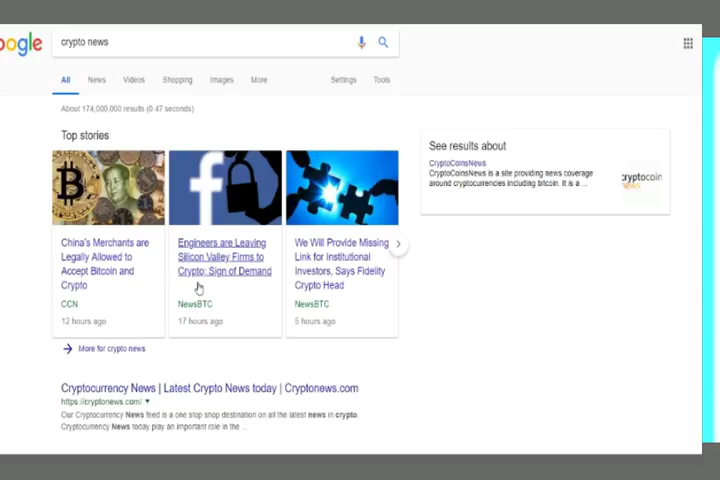 oogle
crypto news
All News Videos Shopping Images More Settings Tools
About 174,000,000 results (0.47 seconds)
Top stories
China's Merchants are
Legally Allowed to
Accept Bitcoin and
Crypto
CCN
12 hours ago
Engineers are Leaving
Silicon Valley Firms to
Crypto; Sign of Demand
NewsBTC
17 hours ago
We Will Provide Missing
Link for Institutional
Investors, Says Fidelity
Crypto Head
NewsBTC
5 hours ago
More for crypto news
See results about
CryptoCoinsNews
CryptoCoinsNews is a site providing news coverage
around cryptocurrencies including bitcoin. It is a ...
cryptocoin
news
Cryptocurrency News | Latest Crypto News today | Cryptonews.com
https://cryptonews.com/
Our Cryptocurrency News feed is a one stop shop destination on all the latest news in crypto.
Cryptocurrency News today play an important role in the ...